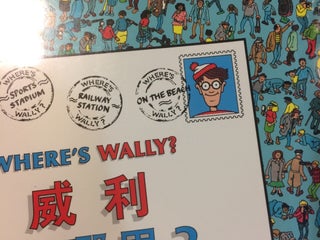 WHERE'S
SPORTS
STADIUM
WALLY?
WHERE'S
RAILWAY
STATION
WALLY?
WHERE'S
ON THE BEACH
WALLY?
WHERE'S WALLY?
威利